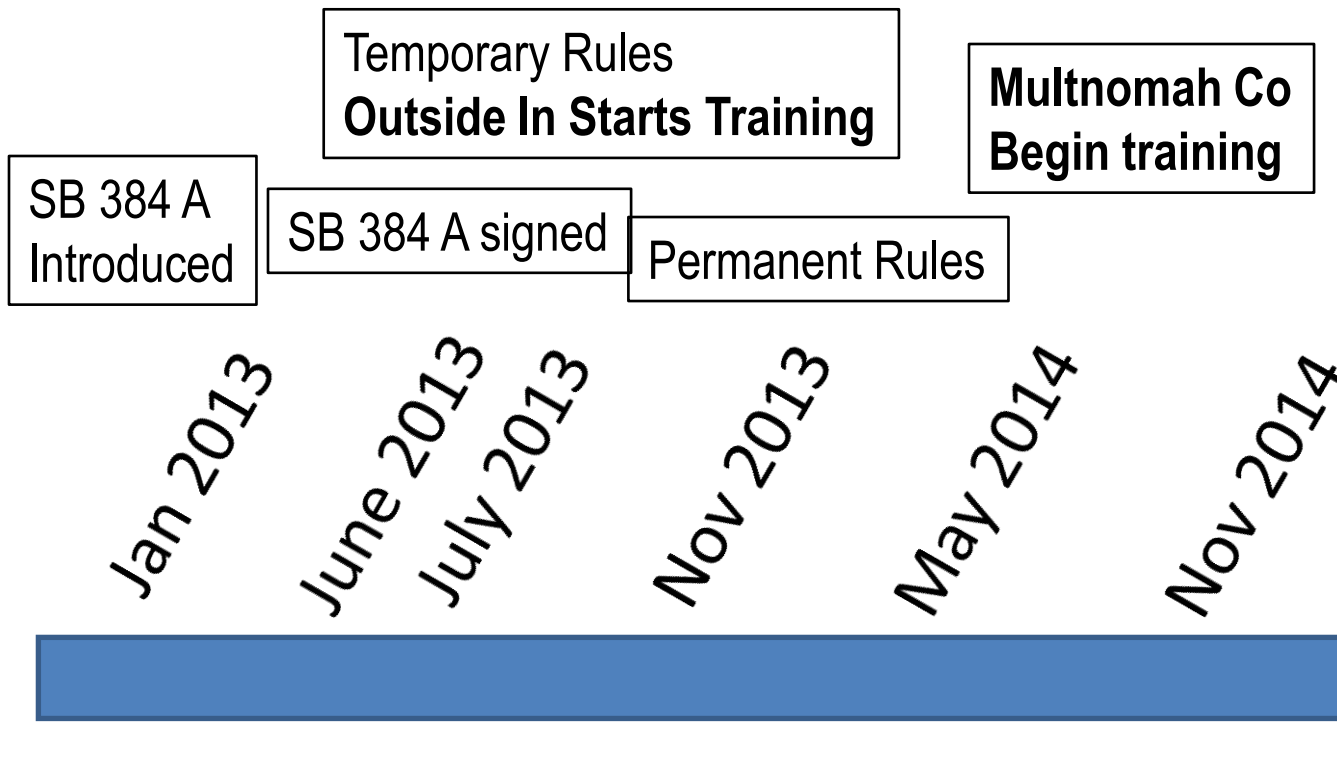 Temporary Rules
Outside In Starts Training
Multnomah Co
Begin training
SB 384 A
Introduced
SB 384 A signed
Permanent Rules
Jan 2013
June 2013
July 2013
Nov 2013
May 2014
Nov 2014